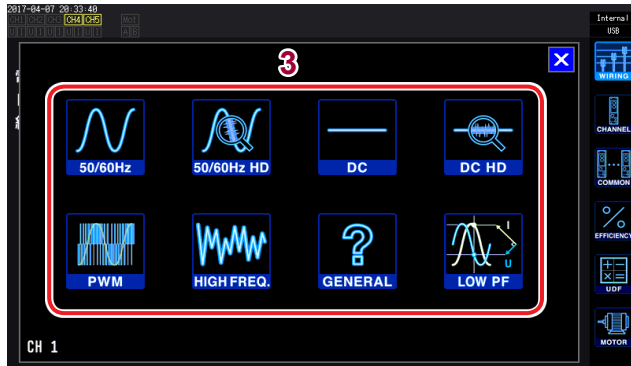 2017-04-07 20:33:40
CH1 CH2 CH3 CH4 CH5 Mot
U I U I U I U I U I A B
Internal
USB
3
50/60Hz 50/60Hz HD DC DC HD
PWM HIGH FREQ. GENERAL LOW PF
I
U
CH 1
WIRING
CHANNEL
COMMON
EFFICIENCY
UDF
MOTOR